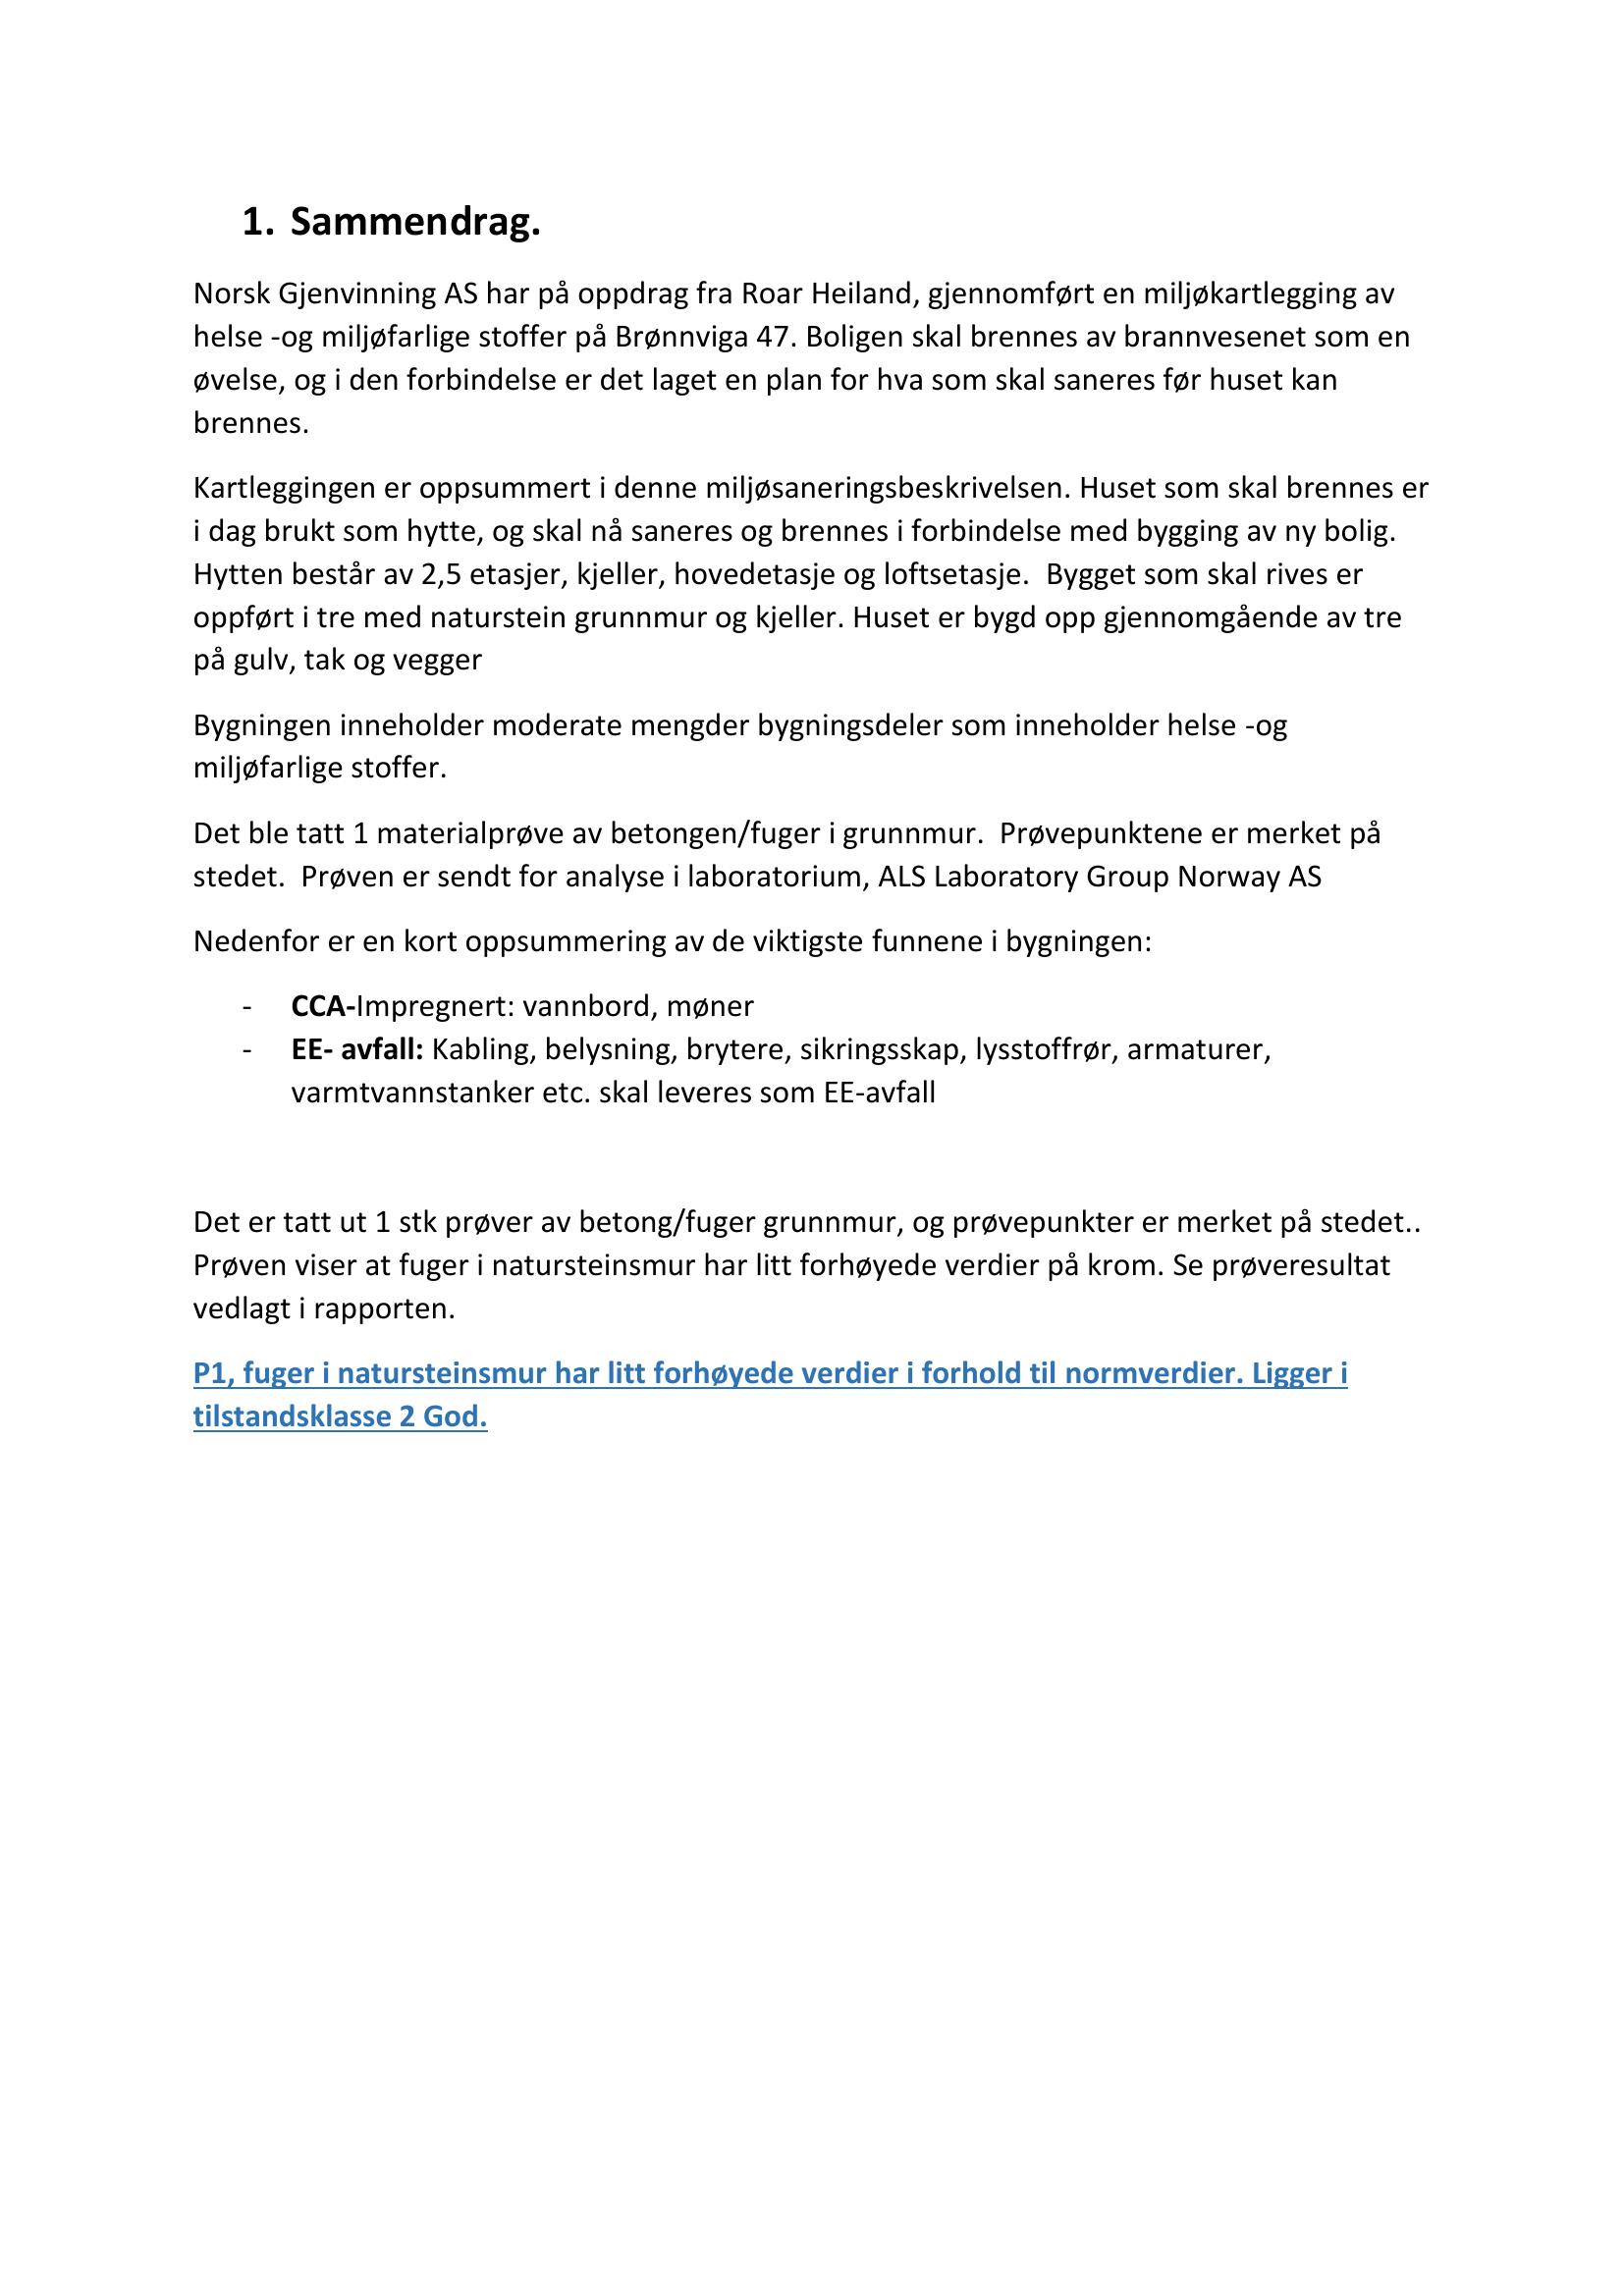 1. Sammendrag.
Norsk Gjenvinning AS har på oppdrag fra Roar Heiland, gjennomført en miljøkartlegging av
helse -og miljøfarlige stoffer på Brønnviga 47. Boligen skal brennes av brannvesenet som en
øvelse, og i den forbindelse er det laget en plan for hva som skal saneres før huset kan
brennes.
Kartleggingen er oppsummert i denne miljøsaneringsbeskrivelsen. Huset som skal brennes er
i dag brukt som hytte, og skal nå saneres og brennes i forbindelse med bygging av ny bolig.
Hytten består av 2,5 etasjer, kjeller, hovedetasje og loftsetasje.  Bygget som skal rives er
oppført i tre med naturstein grunnmur og kjeller. Huset er bygd opp gjennomgående av tre
på gulv, tak og vegger
Bygningen inneholder moderate mengder bygningsdeler som inneholder helse -og
miljøfarlige stoffer.
Det ble tatt 1 materialprøve av betongen/fuger i grunnmur.  Prøvepunktene er merket på
stedet.  Prøven er sendt for analyse i laboratorium, ALS Laboratory Group Norway AS
Nedenfor er en kort oppsummering av de viktigste funnene i bygningen:
- CCA-Impregnert: vannbord, møner
- EE- avfall: Kabling, belysning, brytere, sikringsskap, lysstoffrør, armaturer,
varmtvannstanker etc. skal leveres som EE-avfall
Det er tatt ut 1 stk prøver av betong/fuger grunnmur, og prøvepunkter er merket på stedet..
Prøven viser at fuger i natursteinsmur har litt forhøyede verdier på krom. Se prøveresultat
vedlagt i rapporten.
P1, fuger i natursteinsmur har litt forhøyede verdier i forhold til normverdier. Ligger i
tilstandsklasse 2 God.